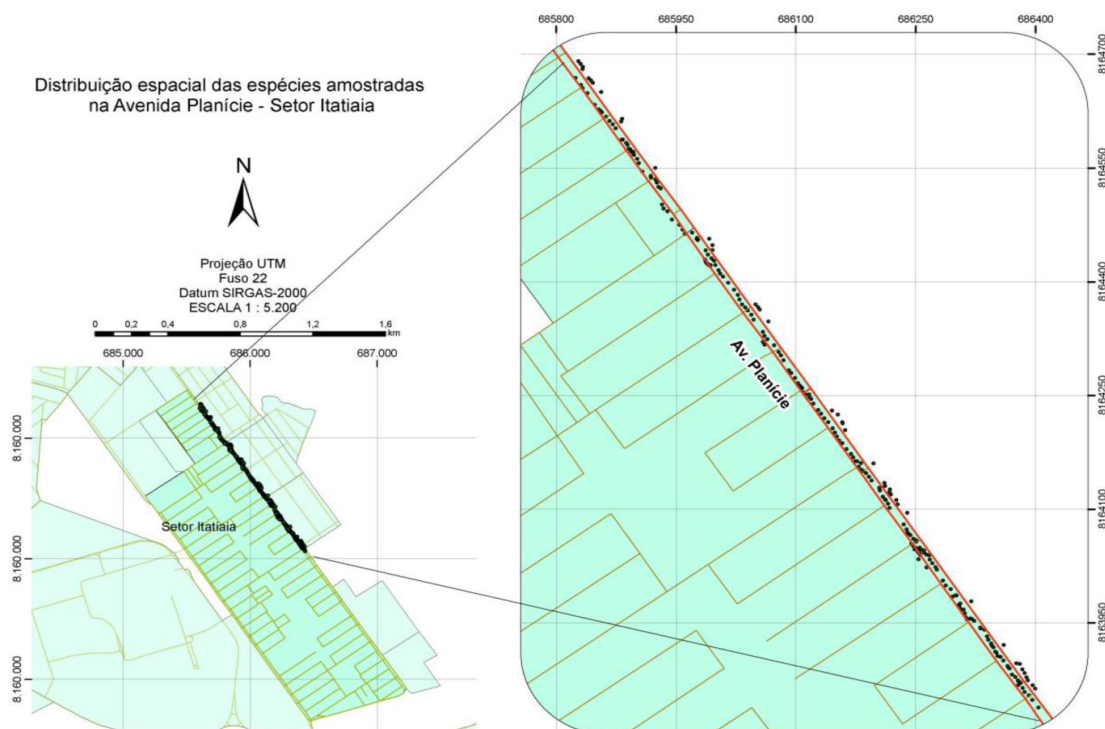 Distribuição espacial das espécies amostradas
na Avenida Planície - Setor Itatiaia
N
Projeção UTM
Fuso 22
Datum SIRGAS-2000
ESCALA 1 : 5.200
0 0,2 0,4 0,8 1,2 1,6
km
685.000 686.000 687.000
8.160.000
8.160.000
8.160.000
Setor Itatiaia
685800 685950 686100 686250 686400
8164700
8164550
8164400
8164250
8164100
8163950
Av. Planície